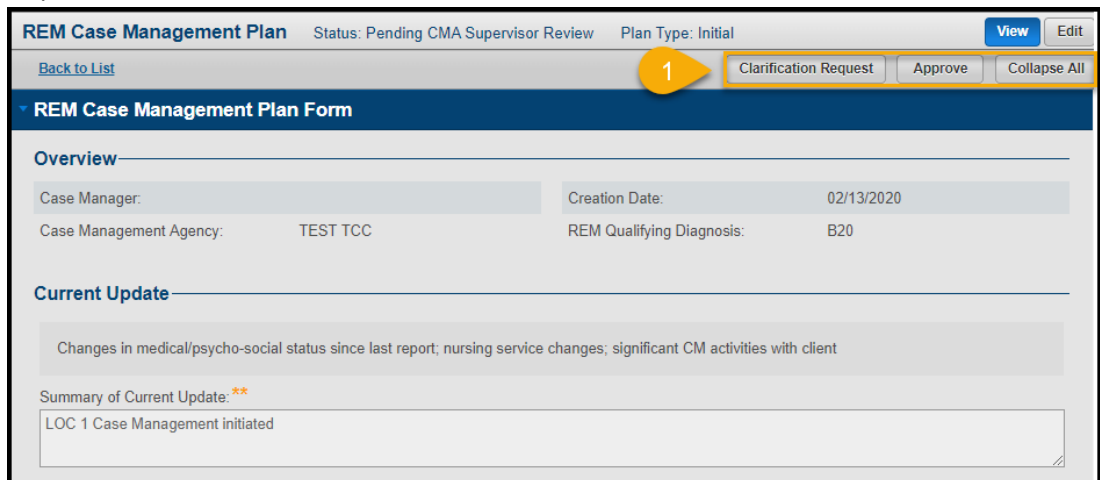 REM Case Management Plan Status: Pending CMA Supervisor Review Plan Type: Initial View Edit
Back to List 1 Clarification Request Approve Collapse All
REM Case Management Plan Form
Overview
Case Manager: Creation Date: 02/13/2020
Case Management Agency: TEST TCC REM Qualifying Diagnosis: B20
Current Update
Changes in medical/psycho-social status since last report; nursing service changes; significant CM activities with client
Summary of Current Update: **
LOC 1 Case Management initiated